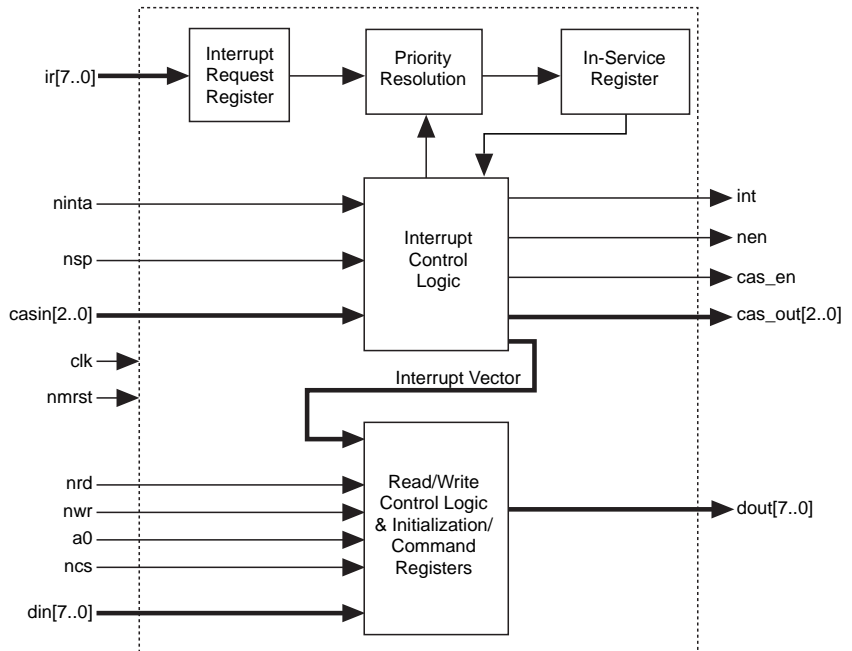 Interrupt
Request
Register
Priority
Resolution
In-Service
Register
ir[7..0]
ninta
nsp
casin[2..0]
clk
nmrst
Interrupt
Control
Logic
int
nen
cas_en
cas_out[2..0]
Interrupt Vector
nrd
nwr
a0
ncs
din[7..0]
Read/Write
Control Logic
& Initialization/
Command
Registers
dout[7..0]